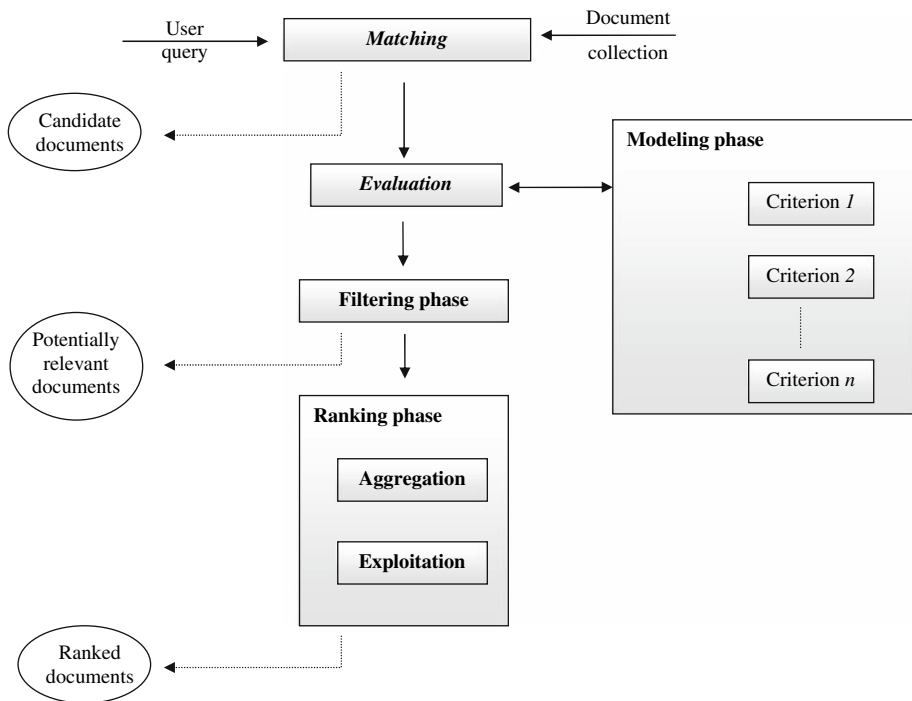 User
query
Matching
Document
collection
Candidate
documents
Modeling phase
Evaluation
Criterion 1
Criterion 2
Filtering phase
Potentially
relevant
documents
Criterion n
Ranking phase
Aggregation
Exploitation
Ranked
documents